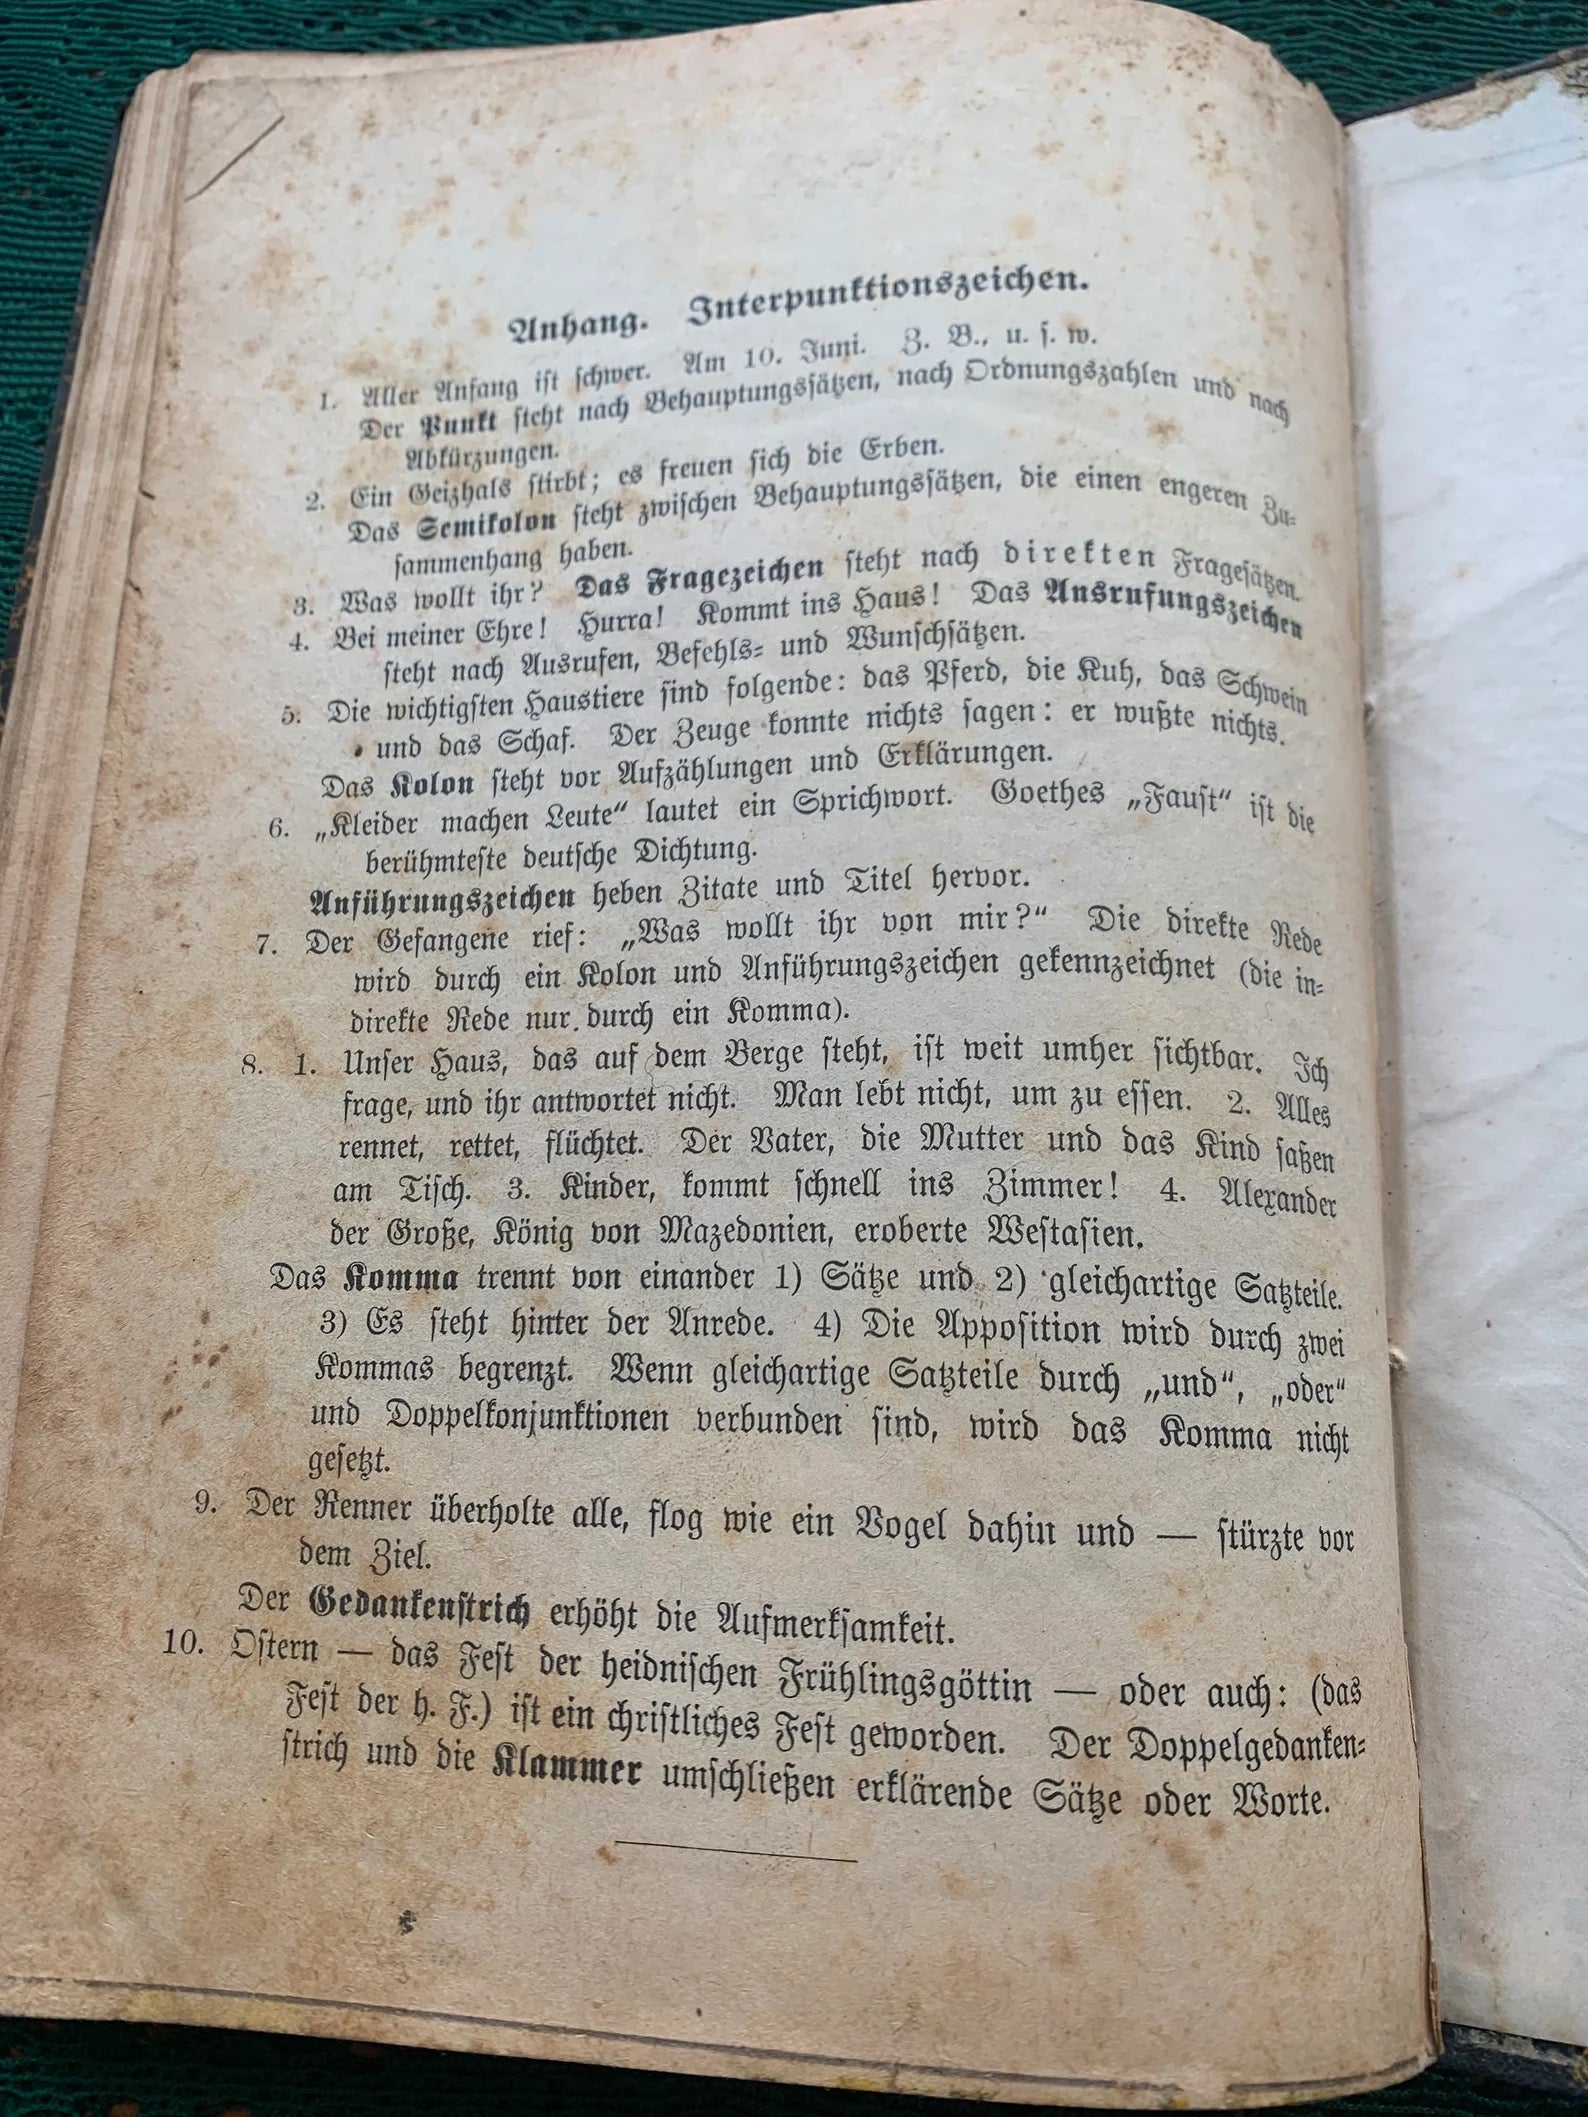 Anhang. Interpunktionszeichen.
1. Aller Anfang ist schwer. Am 10. Juni. Z. B., u. s. w.
Der Punkt steht nach Behauptungssätzen, nach Ordnungszahlen und nach
Abkürzungen.
2. Ein Geizhals stirbt; es freuen sich die Erben.
Das Semikolon steht zwischen Behauptungssätzen, die einen engeren Zu-
sammenhang haben.
3. Was wollt ihr? Das Fragezeichen steht nach direkten Fragesätzen.
4. Bei meiner Ehre! Hurra! Kommt ins Haus! Das Ausrufungszeichen
steht nach Ausrufen, Befehls- und Wunschsätzen.
5. Die wichtigsten Haustiere sind folgende: das Pferd, die Kuh, das Schwein
und das Schaf. Der Zeuge konnte nichts sagen: er wußte nichts.
Das Kolon steht vor Aufzählungen und Erklärungen.
6. „Kleider machen Leute“ lautet ein Sprichwort. Goethes „Faust“ ist die
berühmteste deutsche Dichtung.
Anführungszeichen heben Zitate und Titel hervor.
7. Der Gefangene rief: „Was wollt ihr von mir?“ Die direkte Rede
wird durch ein Kolon und Anführungszeichen gekennzeichnet (die in-
direkte Rede nur durch ein Komma).
8. 1. Unser Haus, das auf dem Berge steht, ist weit umher sichtbar. Ich
frage, und ihr antwortet nicht. Man lebt nicht, um zu essen. 2. Alles
rennet, rettet, flüchtet. Der Vater, die Mutter und das Kind saßen
am Tisch. 3. Kinder, kommt schnell ins Zimmer! 4. Alexander
der Große, König von Mazedonien, eroberte Westasien.
Das Komma trennt von einander 1) Sätze und 2) gleichartige Satzteile.
3) Es steht hinter der Anrede. 4) Die Apposition wird durch zwei
Kommas begrenzt. Wenn gleichartige Satzteile durch „und“, „oder“
und Doppelkonjunktionen verbunden sind, wird das Komma nicht
gesetzt.
9. Der Renner überholte alle, flog wie ein Vogel dahin und — stürzte vor
dem Ziel.
Der Gedankenstrich erhöht die Aufmerksamkeit.
10. Ostern — das Fest der heidnischen Frühlingsgöttin — oder auch: (das
Fest der h. F.) ist ein christliches Fest geworden. Der Doppelgedanken-
strich und die Klammer umschließen erklärende Sätze oder Worte.